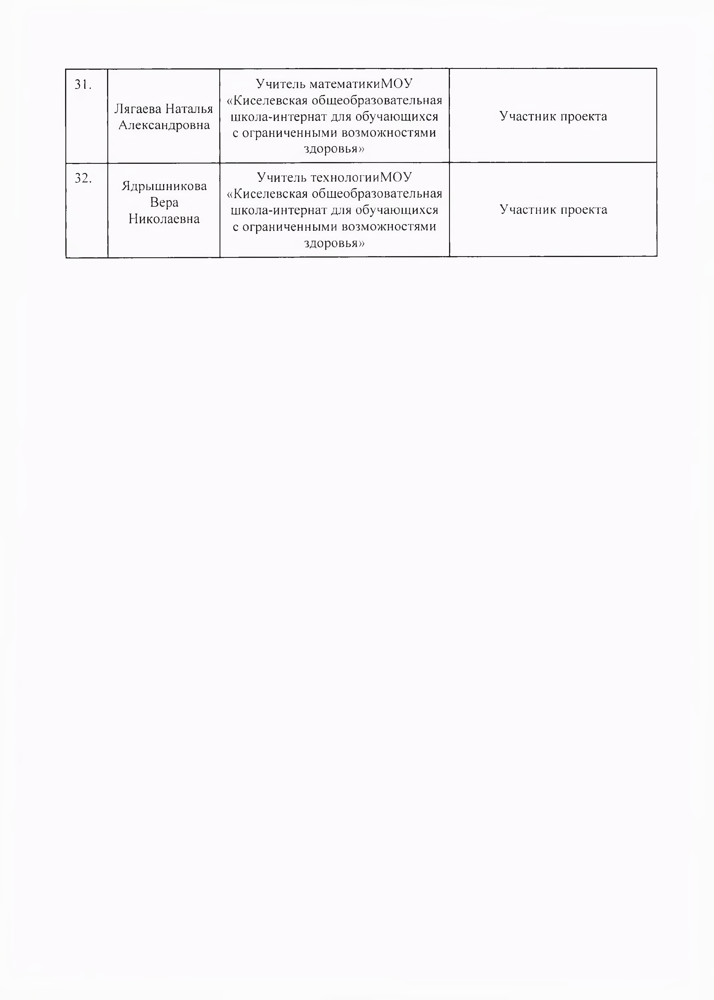 31.
Лягаева Наталья
Александровна
Учитель математикиМОУ
«Киселевская общеобразовательная
школа-интернат для обучающихся
с ограниченными возможностями
здоровья»
Участник проекта
32.
Ядрышникова
Вера
Николаевна
Учитель технологииМОУ
«Киселевская общеобразовательная
школа-интернат для обучающихся
с ограниченными возможностями
здоровья»
Участник проекта